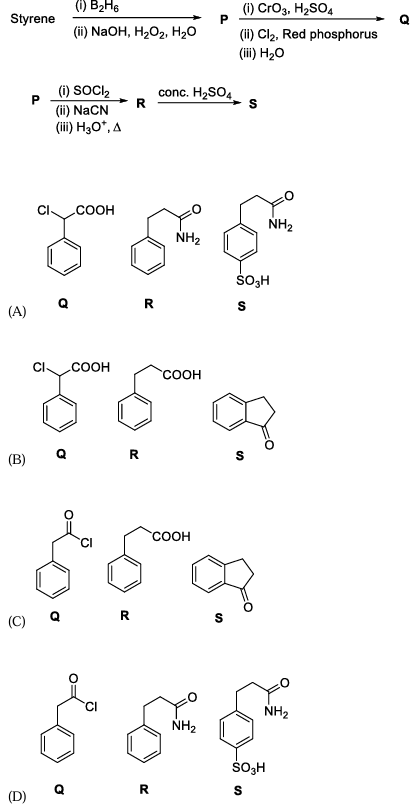 Styrene (i) B₂H₆ P (i) CrO₃, H₂SO₄ Q
(ii) NaOH, H₂O₂, H₂O (ii) Cl₂, Red phosphorus
(iii) H₂O
P (i) SOCl₂ R conc. H₂SO₄ S
(ii) NaCN
(iii) H₃O⁺, Δ
Cl COOH O NH₂ O NH₂
SO₃H
Q R S
(A)
Cl COOH COOH O
Q R S
(B)
O Cl COOH O
Q R S
(C)
O Cl O NH₂ O NH₂
SO₃H
Q R S
(D)